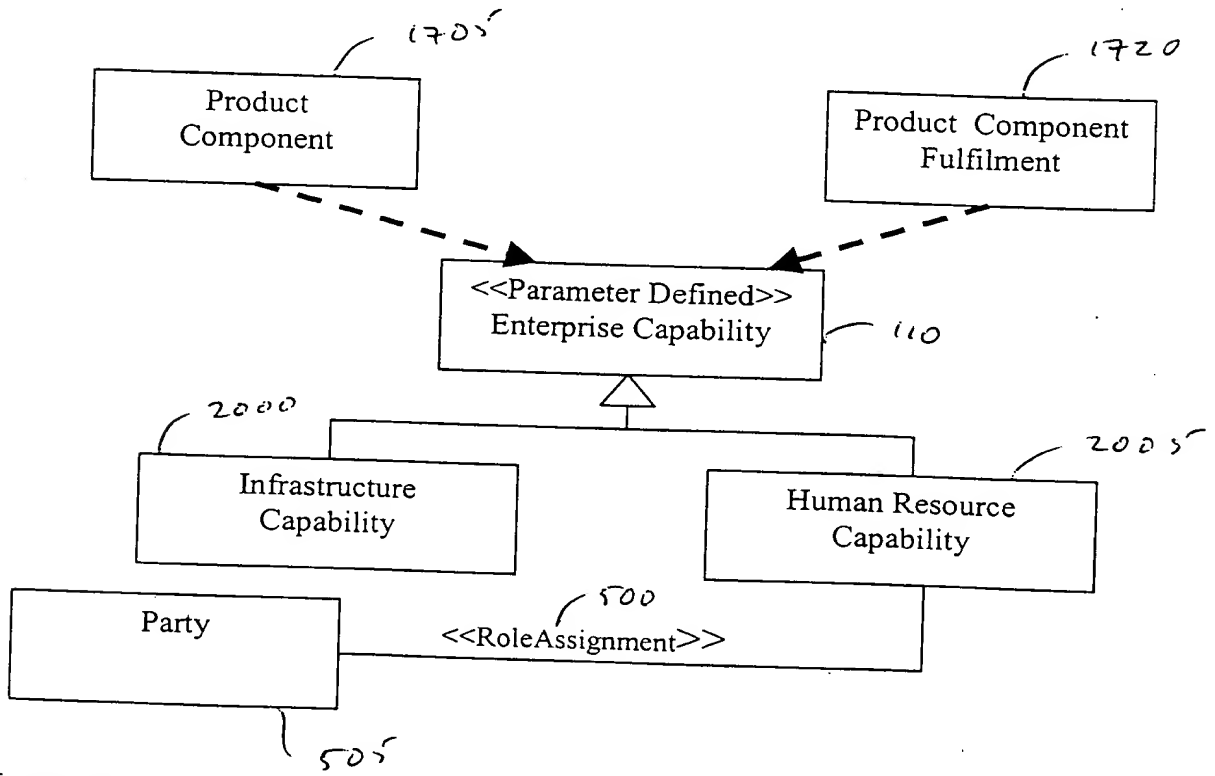 1705
1720
Product
Component
Product Component
Fulfilment
<<Parameter Defined>>
Enterprise Capability
110
2000
2005
Infrastructure
Capability
Human Resource
Capability
500
Party
<<RoleAssignment>>
505